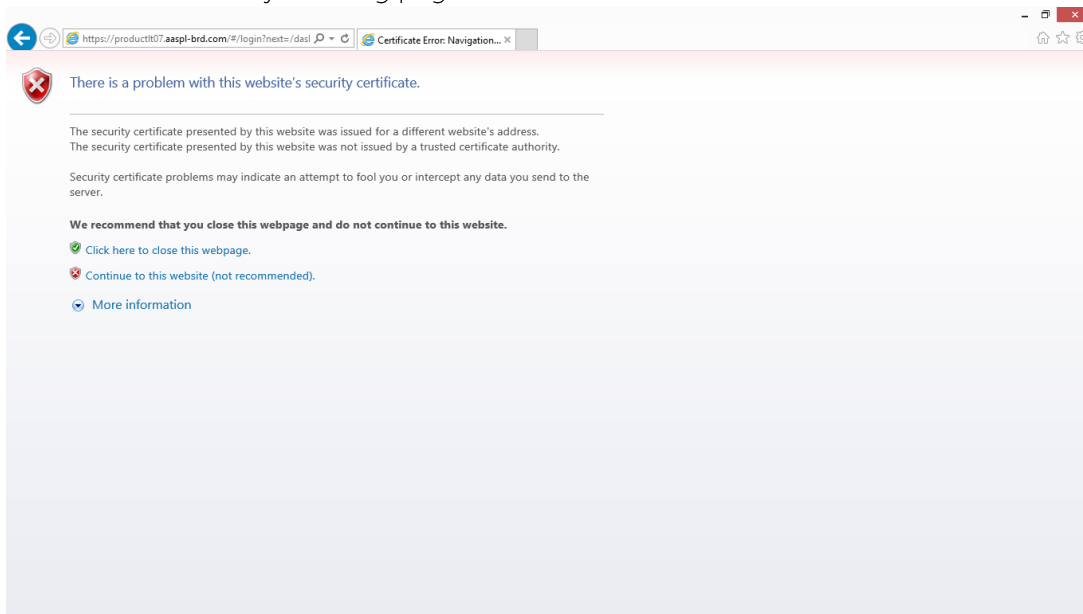 https://productlt07.aaspl-brd.com/#/login?next=/dasl
Certificate Error: Navigation...
There is a problem with this website's security certificate.
The security certificate presented by this website was issued for a different website's address.
The security certificate presented by this website was not issued by a trusted certificate authority.
Security certificate problems may indicate an attempt to fool you or intercept any data you send to the
server.
We recommend that you close this webpage and do not continue to this website.
Click here to close this webpage.
Continue to this website (not recommended).
More information